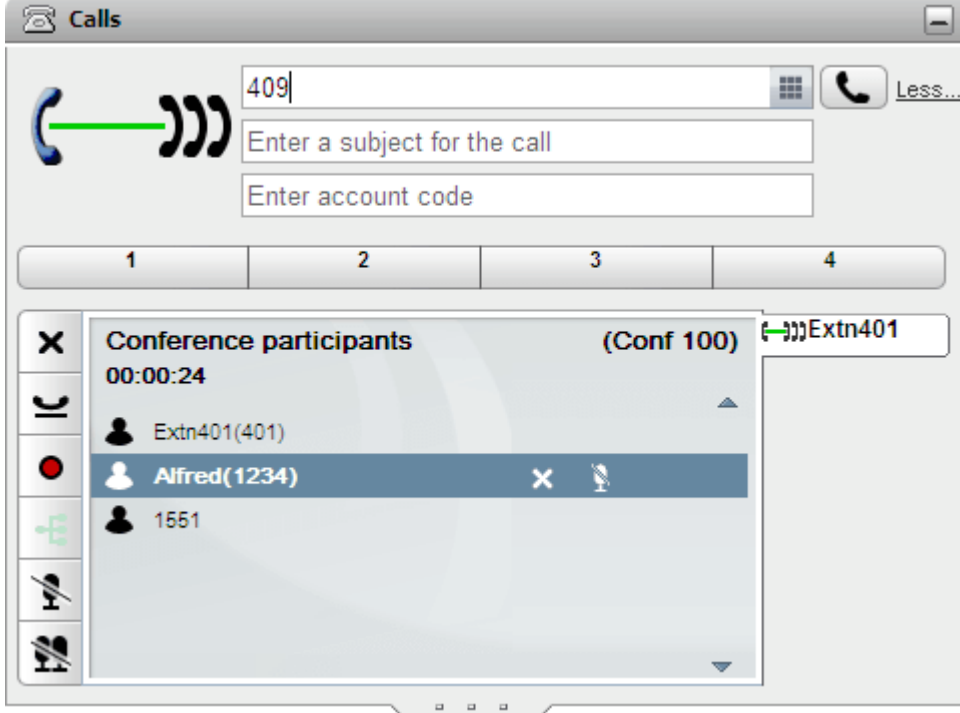 Calls
409
Less...
Enter a subject for the call
Enter account code
1 2 3 4
Conference participants (Conf 100)
00:00:24
Extn401
Extn401(401)
Alfred(1234)
1551